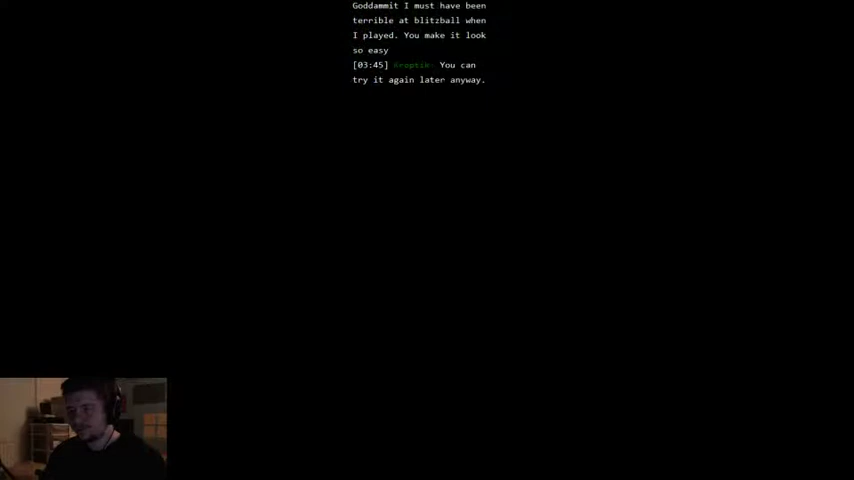 Goddammit I must have been
terrible at blitzball when
I played. You make it look
so easy
[03:45] You can
try it again later anyway.